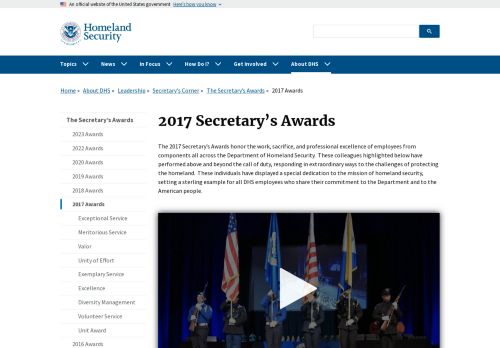 An official website of the United States government Here's how you know
Homeland
Security
Topics News In Focus How Do I? Get Involved About DHS
Home » About DHS » Leadership » Secretary's Corner » The Secretary's Awards » 2017 Awards
The Secretary's Awards
2023 Awards
2022 Awards
2020 Awards
2019 Awards
2018 Awards
2017 Awards
Exceptional Service
Meritorious Service
Valor
Unity of Effort
Exemplary Service
Excellence
Diversity Management
Volunteer Service
Unit Award
2016 Awards
2017 Secretary’s Awards
The 2017 Secretary’s Awards honor the work, sacrifice, and professional excellence of employees from
components all across the Department of Homeland Security. These colleagues highlighted below have
performed above and beyond the call of duty, responding in extraordinary ways to the challenges of protecting
the homeland. These individuals have displayed a special dedication to the mission of homeland security,
setting a sterling example for all DHS employees who share their commitment to the Department and to the
American people.